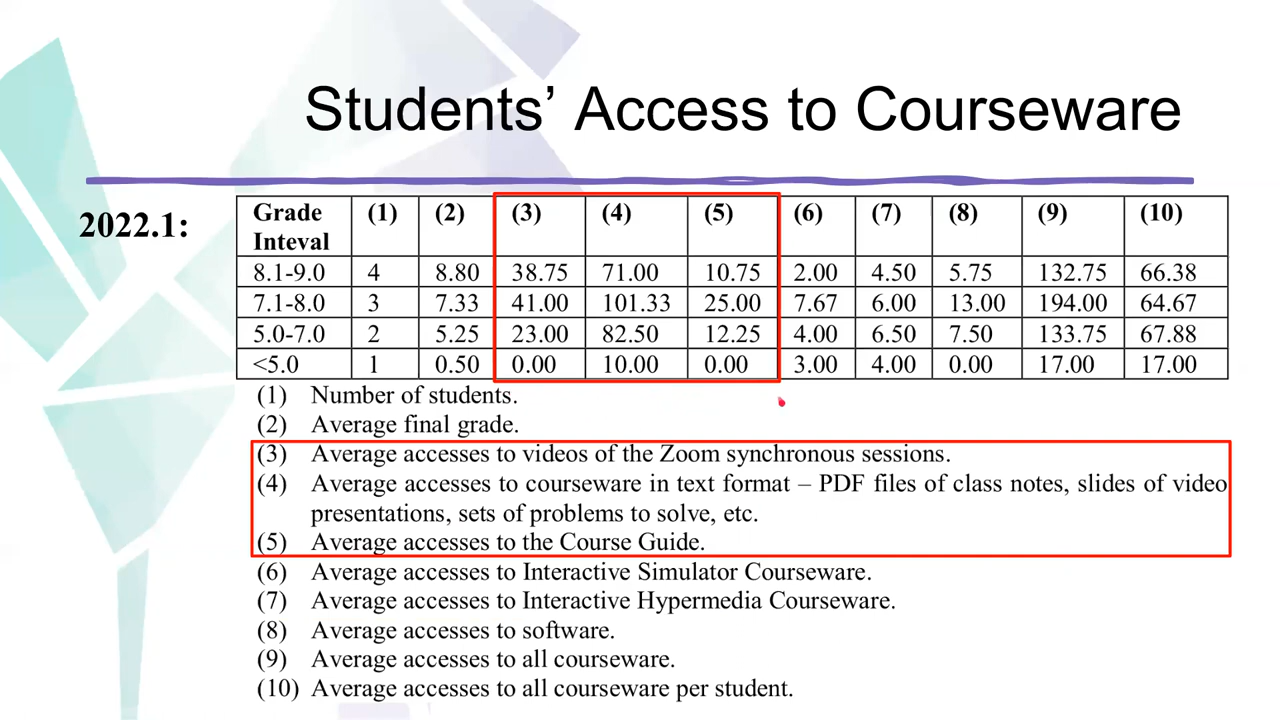 Students’ Access to Courseware
2022.1:
Grade Inteval (1) (2) (3) (4) (5) (6) (7) (8) (9) (10)
8.1-9.0 4 8.80 38.75 71.00 10.75 2.00 4.50 5.75 132.75 66.38
7.1-8.0 3 7.33 41.00 101.33 25.00 7.67 6.00 13.00 194.00 64.67
5.0-7.0 2 5.25 23.00 82.50 12.25 4.00 6.50 7.50 133.75 67.88
<5.0 1 0.50 0.00 10.00 0.00 3.00 4.00 0.00 17.00 17.00
(1) Number of students.
(2) Average final grade.
(3) Average accesses to videos of the Zoom synchronous sessions.
(4) Average accesses to courseware in text format – PDF files of class notes, slides of video
presentations, sets of problems to solve, etc.
(5) Average accesses to the Course Guide.
(6) Average accesses to Interactive Simulator Courseware.
(7) Average accesses to Interactive Hypermedia Courseware.
(8) Average accesses to software.
(9) Average accesses to all courseware.
(10) Average accesses to all courseware per student.